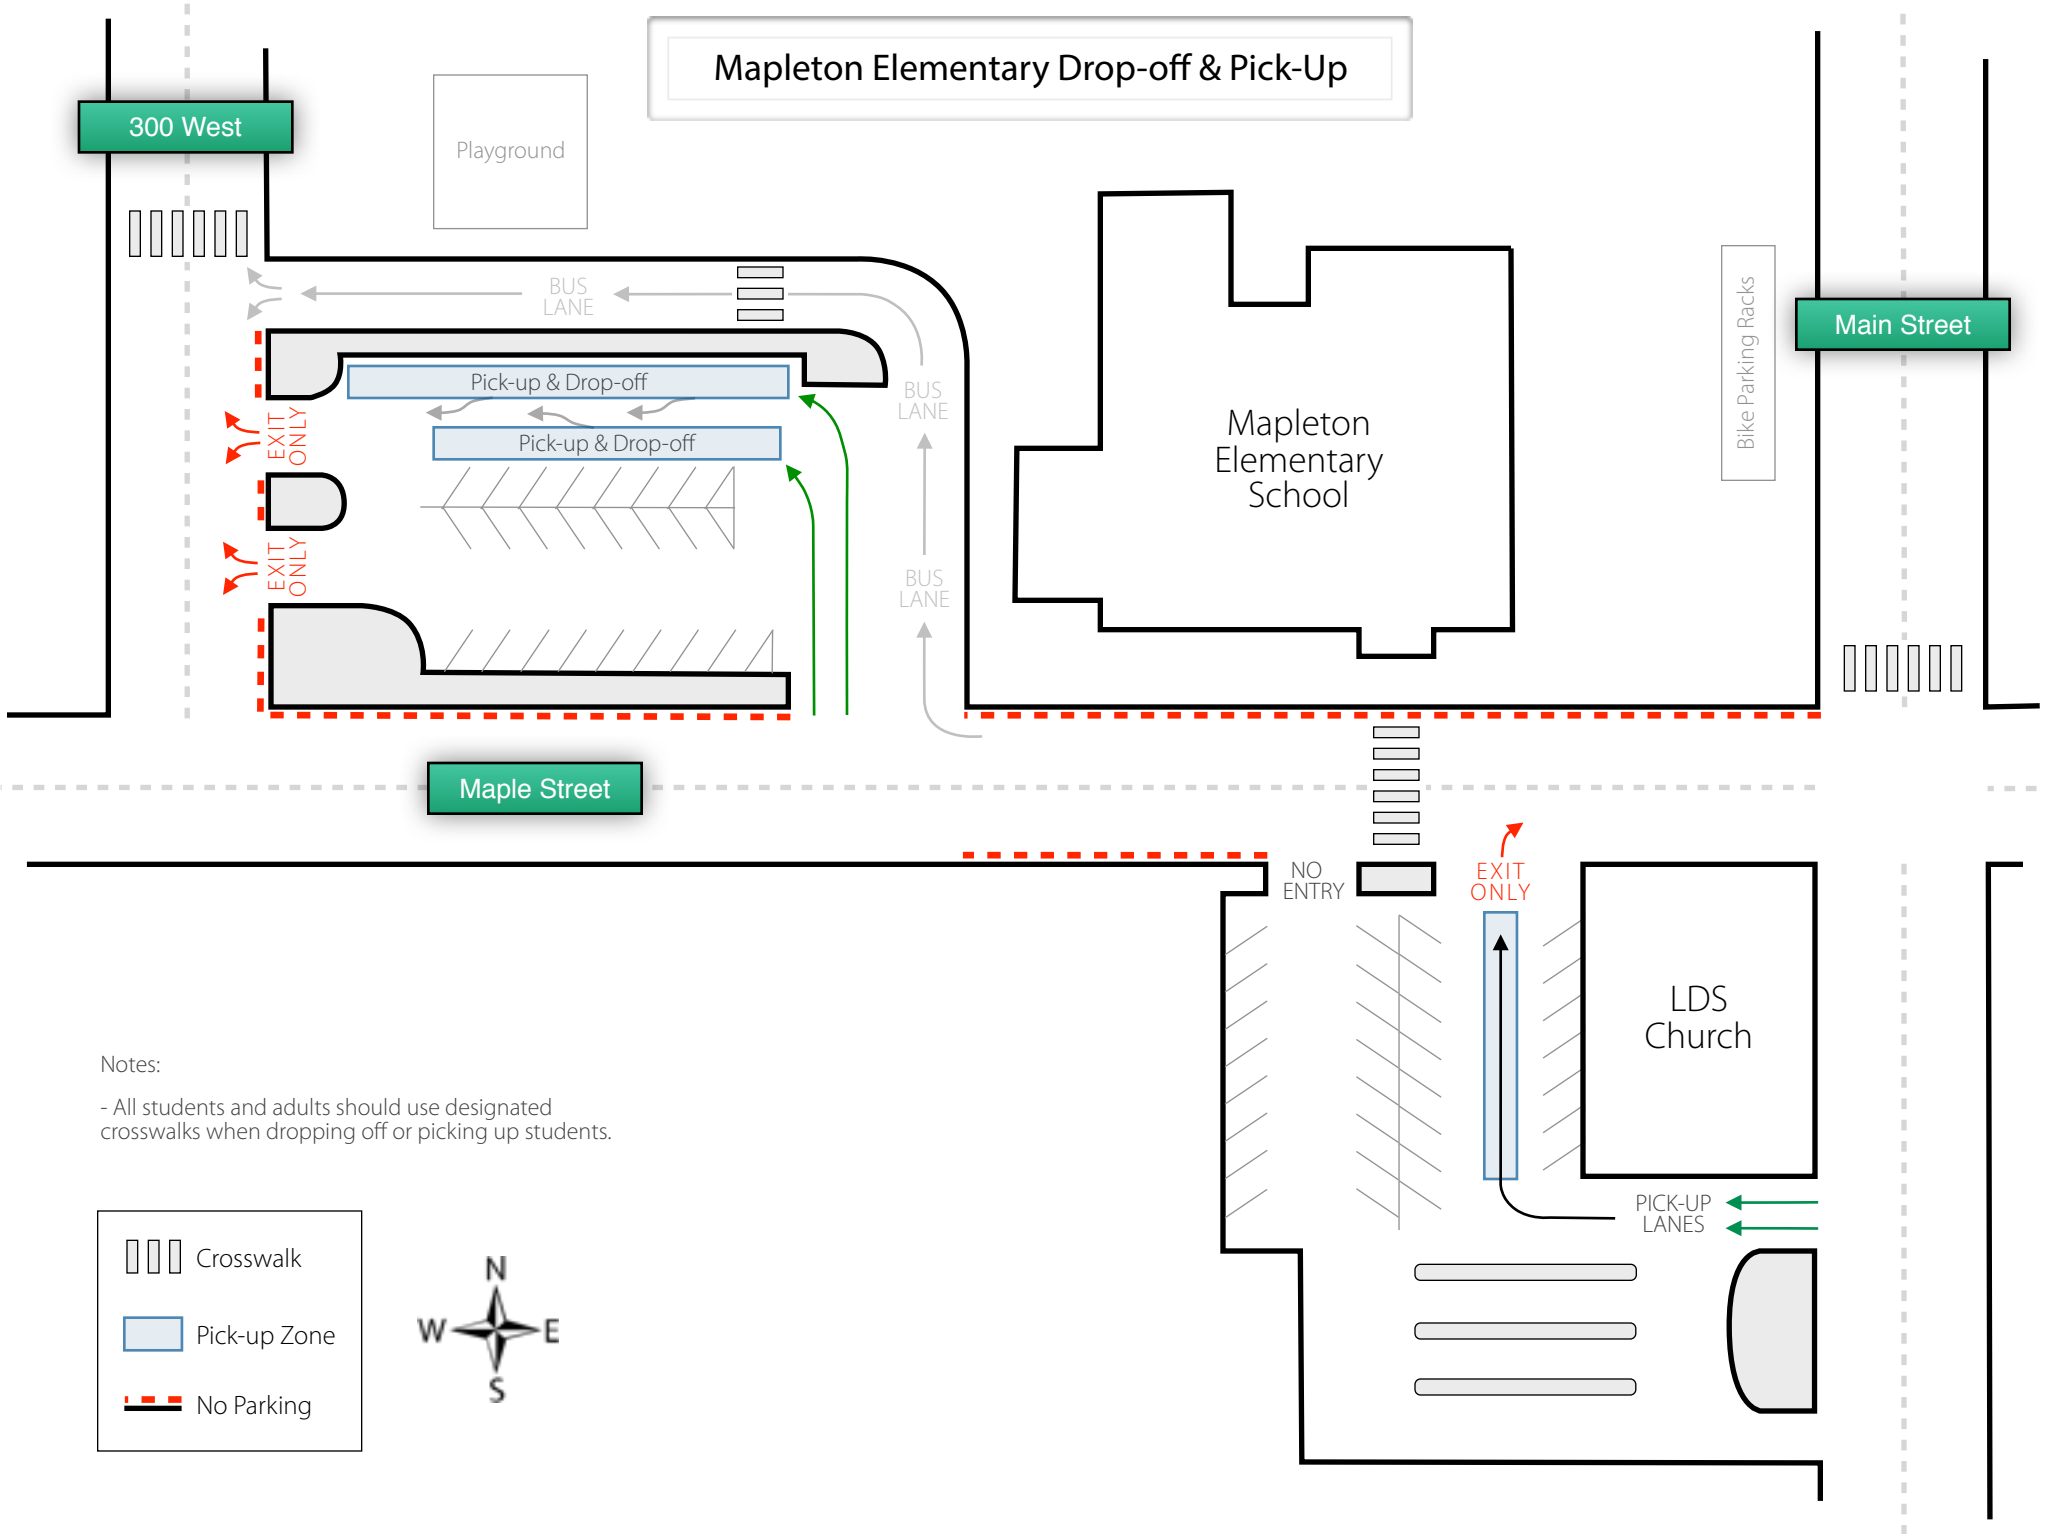 Mapleton Elementary Drop-off & Pick-Up
300 West
Playground
BUS
LANE
Pick-up & Drop-off
BUS
LANE
EXIT
ONLY
Pick-up & Drop-off
EXIT
ONLY
BUS
LANE
Mapleton
Elementary
School
Bike Parking Racks
Main Street
Maple Street
NO
ENTRY
EXIT
ONLY
LDS
Church
PICK-UP
LANES
Notes:
- All students and adults should use designated
crosswalks when dropping off or picking up students.
Crosswalk
Pick-up Zone
No Parking
N
W
E
S